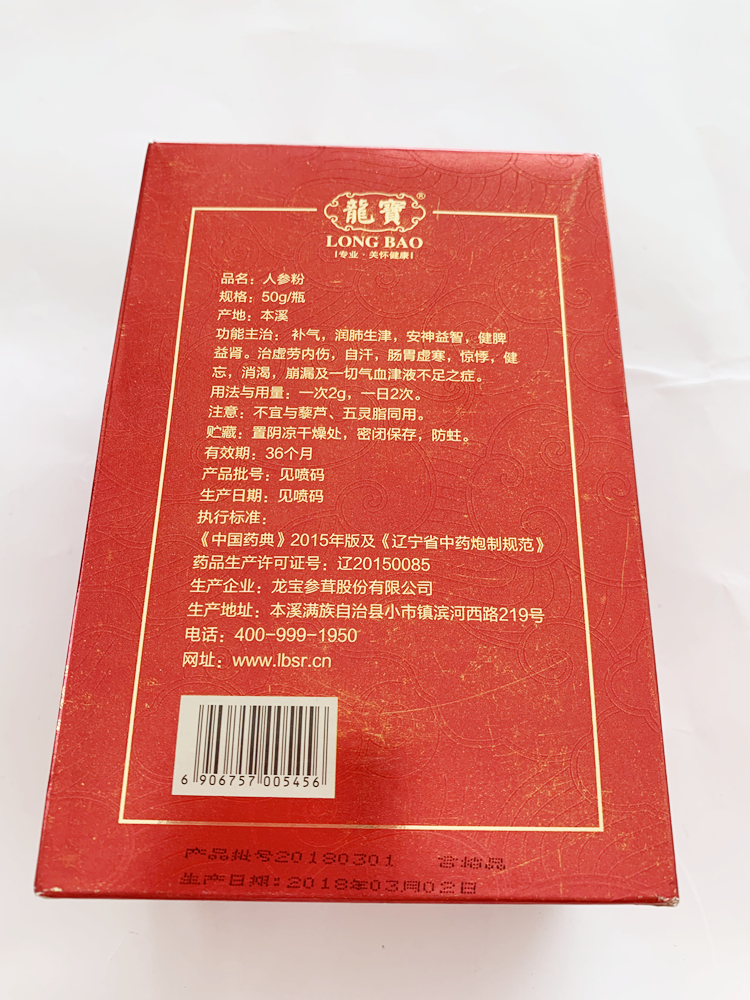 龍寶®
LONG BAO
专业·关怀健康
品名：人参粉
规格：50g/瓶
产地：本溪
功能主治：补气，润肺生津，安神益智，健脾
益肾。治虚劳内伤，自汗，肠胃虚寒，惊悸，健
忘，消渴，崩漏及一切气血津液不足之症。
用法与用量：一次2g，一日2次。
注意：不宜与藜芦、五灵脂同用。
贮藏：置阴凉干燥处，密闭保存，防蛀。
有效期：36个月
产品批号：见喷码
生产日期：见喷码
执行标准：
《中国药典》2015年版及《辽宁省中药炮制规范》
药品生产许可证号：辽20150085
生产企业：龙宝参茸股份有限公司
生产地址：本溪满族自治县小市镇滨河西路219号
电话：400-999-1950
网址：www.lbsr.cn
6 906757 005456
产品批号20180301 合格品
生产日期：2018年03月02日